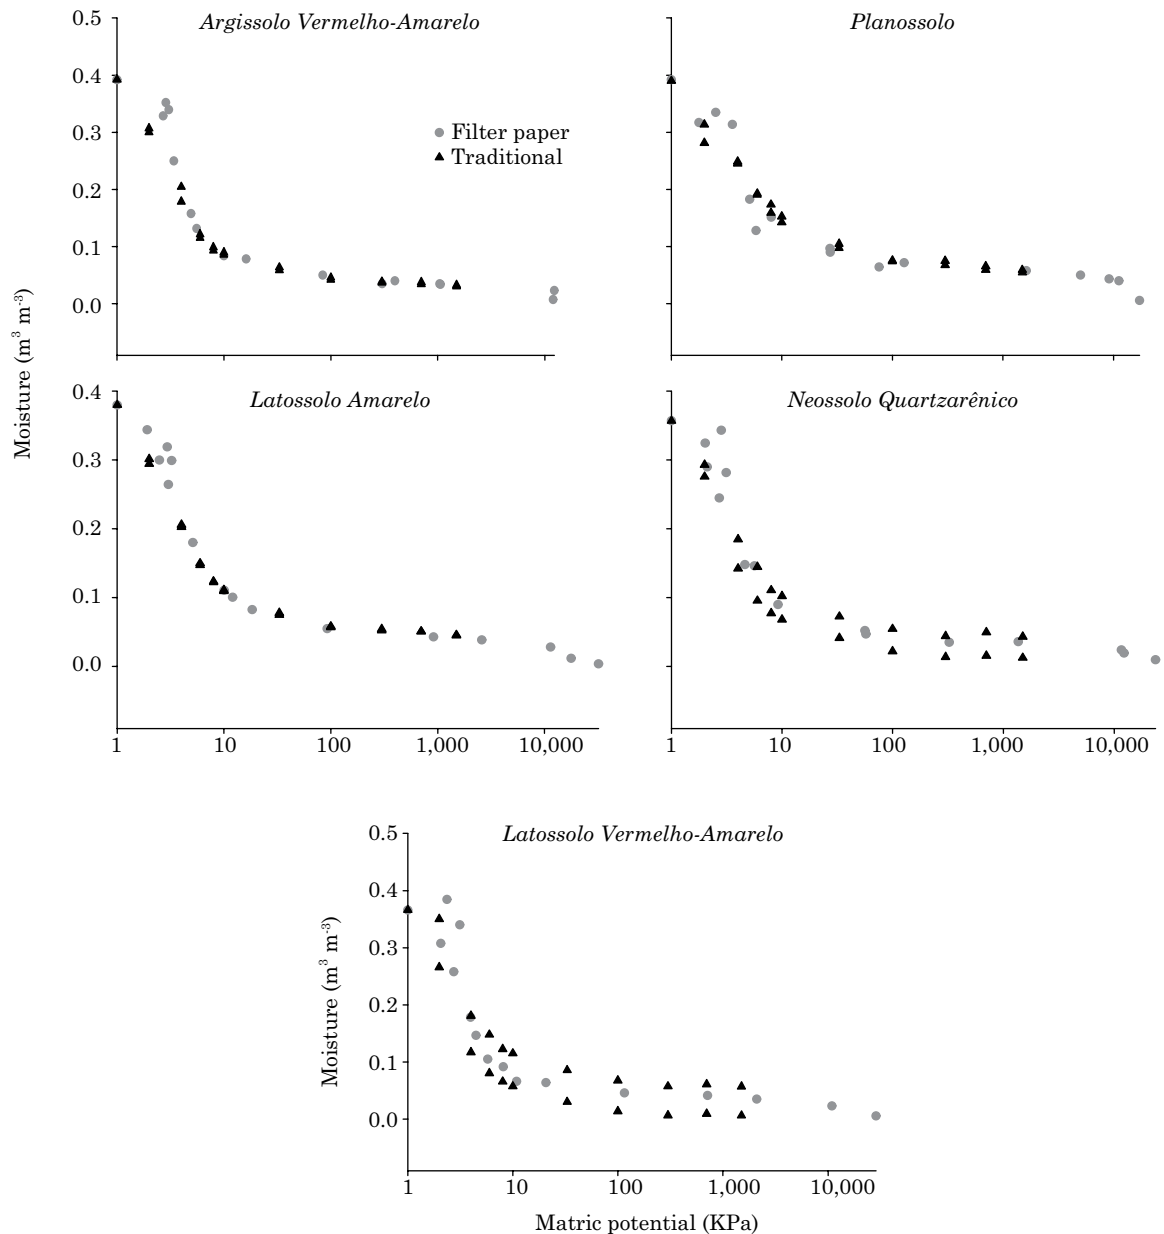 Argissolo Vermelho-Amarelo
Planossolo
0.5
0.4
0.3
0.2
0.1
0.0
Filter paper
Traditional
Moisture (m³ m⁻³)
Latossolo Amarelo
Neossolo Quartzarênico
0.4
0.3
0.2
0.1
0.0
1 10 100 1,000 10,000
1 10 100 1,000 10,000
Latossolo Vermelho-Amarelo
0.5
0.4
0.3
0.2
0.1
0.0
Moisture (m³ m⁻³)
1 10 100 1,000 10,000
Matric potential (KPa)